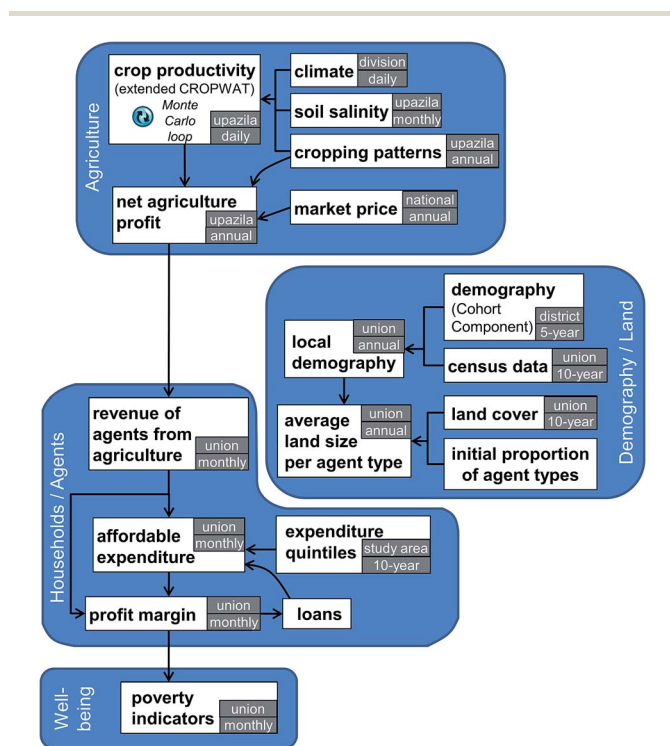 Agriculture
crop productivity
(extended CROPWAT)
Monte
Carlo
loop
upazila
daily
climate
division
daily
soil salinity
upazila
monthly
cropping patterns
upazila
annual
net agriculture
profit
upazila
annual
market price
national
annual
Demography / Land
demography
(Cohort
Component)
district
5-year
local
demography
union
annual
census data
union
10-year
average
land size
per agent type
union
annual
land cover
union
10-year
initial proportion
of agent types
Households / Agents
revenue of
agents from
agriculture
union
monthly
affordable
expenditure
union
monthly
expenditure
quintiles
study area
10-year
profit margin
union
monthly
loans
Well-
being
poverty
indicators
union
monthly